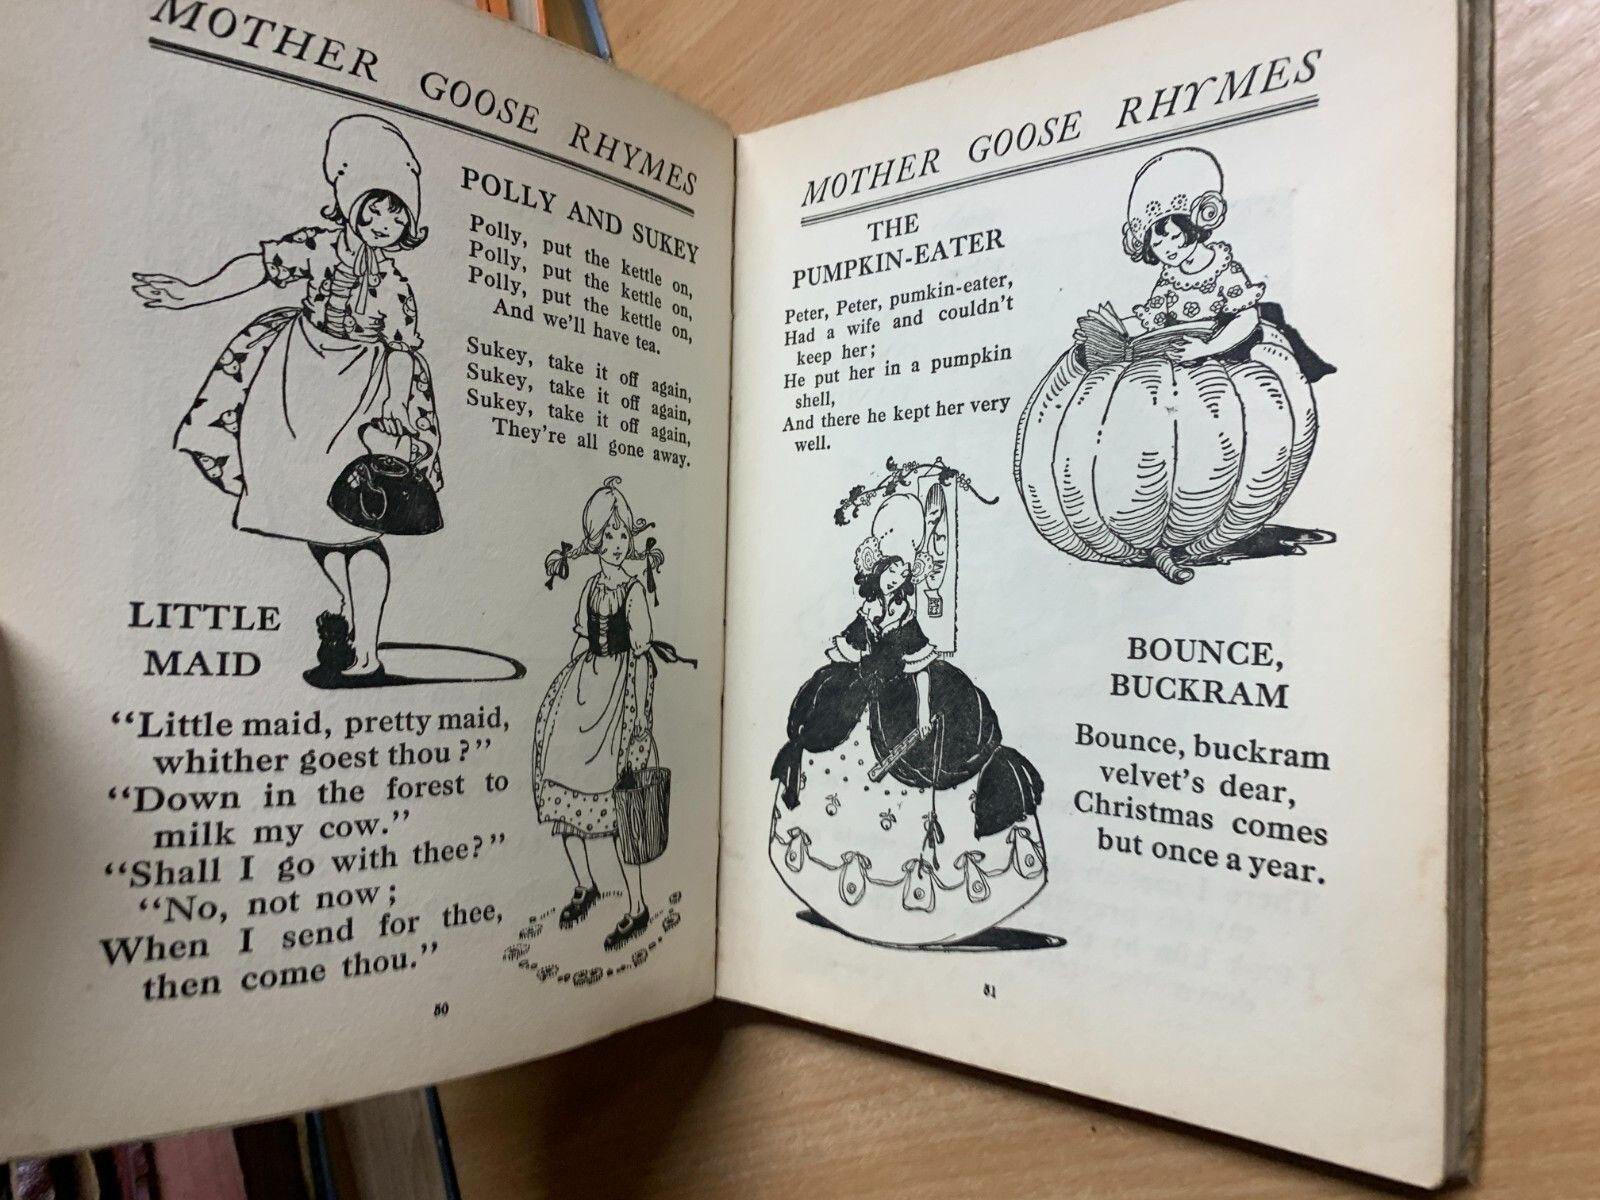 MOTHER GOOSE RHYMES
POLLY AND SUKEY
Polly, put the kettle on,
Polly, put the kettle on,
Polly, put the kettle on,
And we'll have tea.
Sukey, take it off again,
Sukey, take it off again,
Sukey, take it off again,
They're all gone away.
LITTLE
MAID
"Little maid, pretty maid,
whither goest thou?"
"Down in the forest to
milk my cow."
"Shall I go with thee?"
"No, not now;
When I send for thee,
then come thou."
50
MOTHER GOOSE RHYMES
THE
PUMPKIN-EATER
Peter, Peter, pumkin-eater,
Had a wife and couldn't
keep her;
He put her in a pumpkin
shell,
And there he kept her very
well.
BOUNCE,
BUCKRAM
Bounce, buckram
velvet's dear,
Christmas comes
but once a year.
51